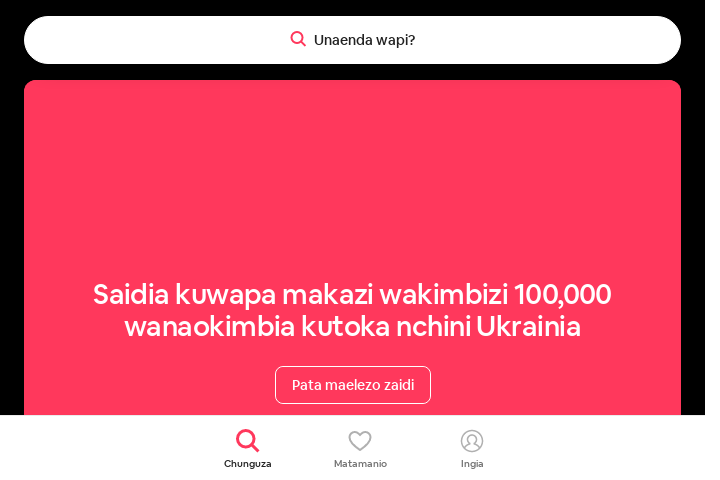 Unaenda wapi?
Saidia kuwapa makazi wakimbizi 100,000
wanaokimbia kutoka nchini Ukrainia
Pata maelezo zaidi
Chunguza
Matamanio
Ingia